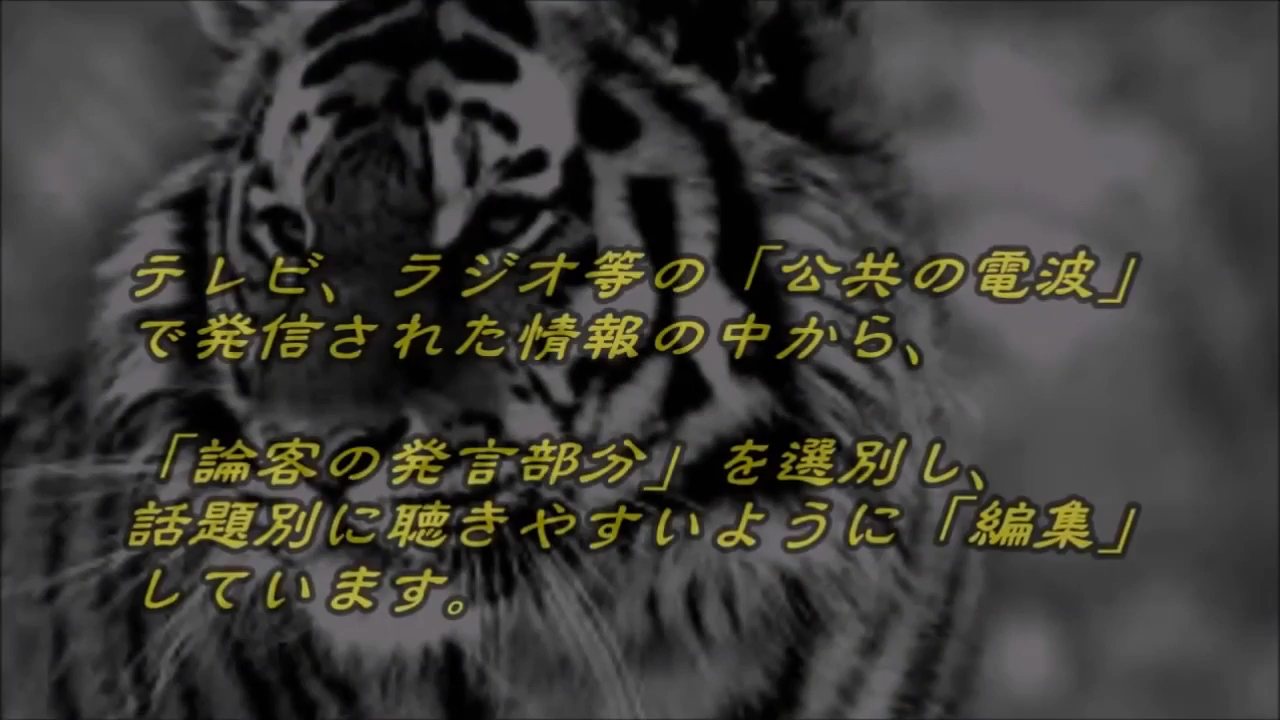 テレビ、ラジオ等の「公共の電波」
で発信された情報の中から、
「論客の発言部分」を選別し、
話題別に聴きやすいように「編集」
しています。